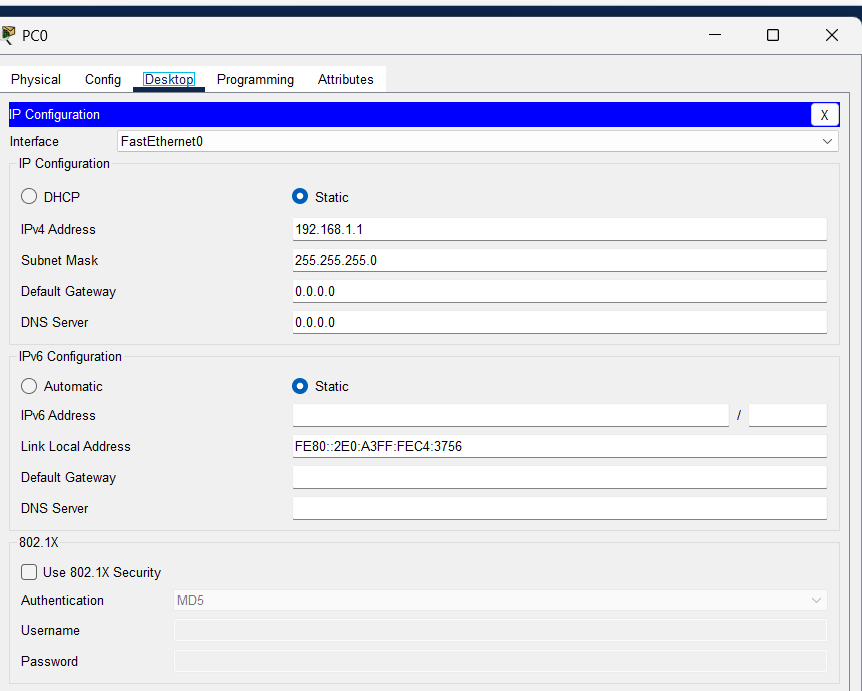 PC0
Physical Config Desktop Programming Attributes
IP Configuration X
Interface FastEthernet0
IP Configuration
DHCP Static
IPv4 Address 192.168.1.1
Subnet Mask 255.255.255.0
Default Gateway 0.0.0.0
DNS Server 0.0.0.0
IPv6 Configuration
Automatic Static
IPv6 Address /
Link Local Address FE80::2E0:A3FF:FEC4:3756
Default Gateway
DNS Server
802.1X
Use 802.1X Security
Authentication MD5
Username
Password